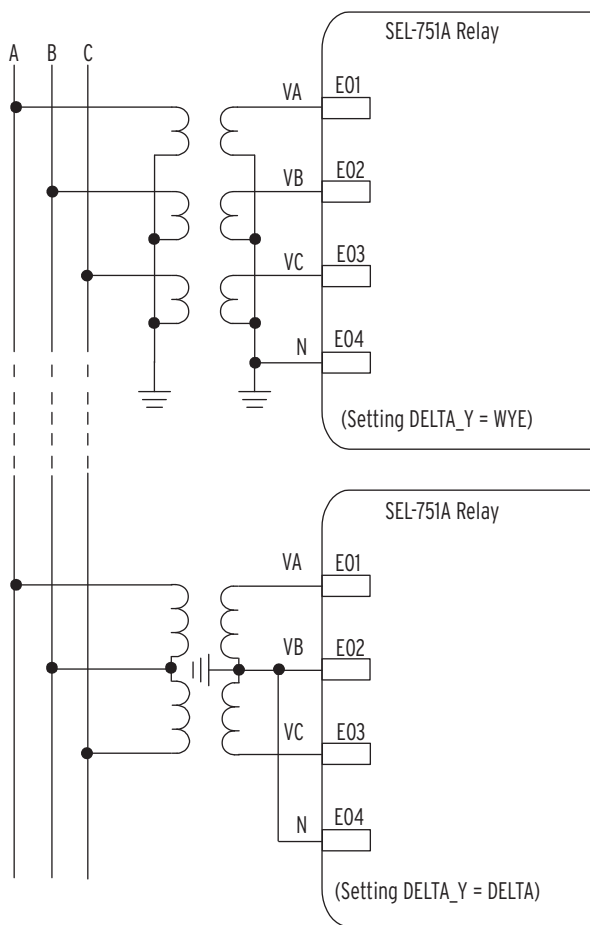 SEL-751A Relay
A B C
VA E01
VB E02
VC E03
N E04
(Setting DELTA_Y = WYE)
SEL-751A Relay
VA E01
VB E02
VC E03
N E04
(Setting DELTA_Y = DELTA)